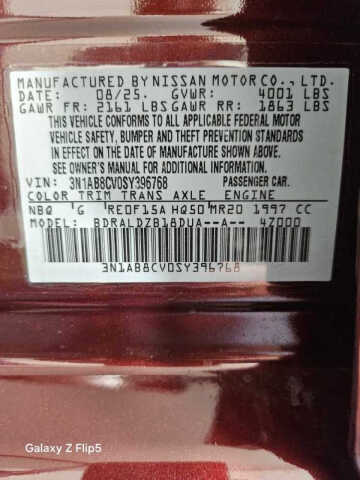 MANUFACTURED BY NISSAN MOTOR CO., LTD.
DATE: 08/25. GVWR: 4001 LBS
GAWR FR: 2161 LBS GAWR RR: 1863 LBS
THIS VEHICLE CONFORMS TO ALL APPLICABLE FEDERAL MOTOR
VEHICLE SAFETY, BUMPER AND THEFT PREVENTION STANDARDS
IN EFFECT ON THE DATE OF MANUFACTURE SHOWN ABOVE.
SEE OWNER'S MANUAL FOR ADDITIONAL LOAD INFORMATION.
VIN: 3N1AB8CV0SY396768 PASSENGER CAR.
COLOR TRIM TRANS AXLE ENGINE
NBQ G RE0F15A HQ50 MR20 1997 CC
MODEL: BDRALDZB18DUA--A-- 4Z000
3N1AB8CV0SY396768
Galaxy Z Flip5